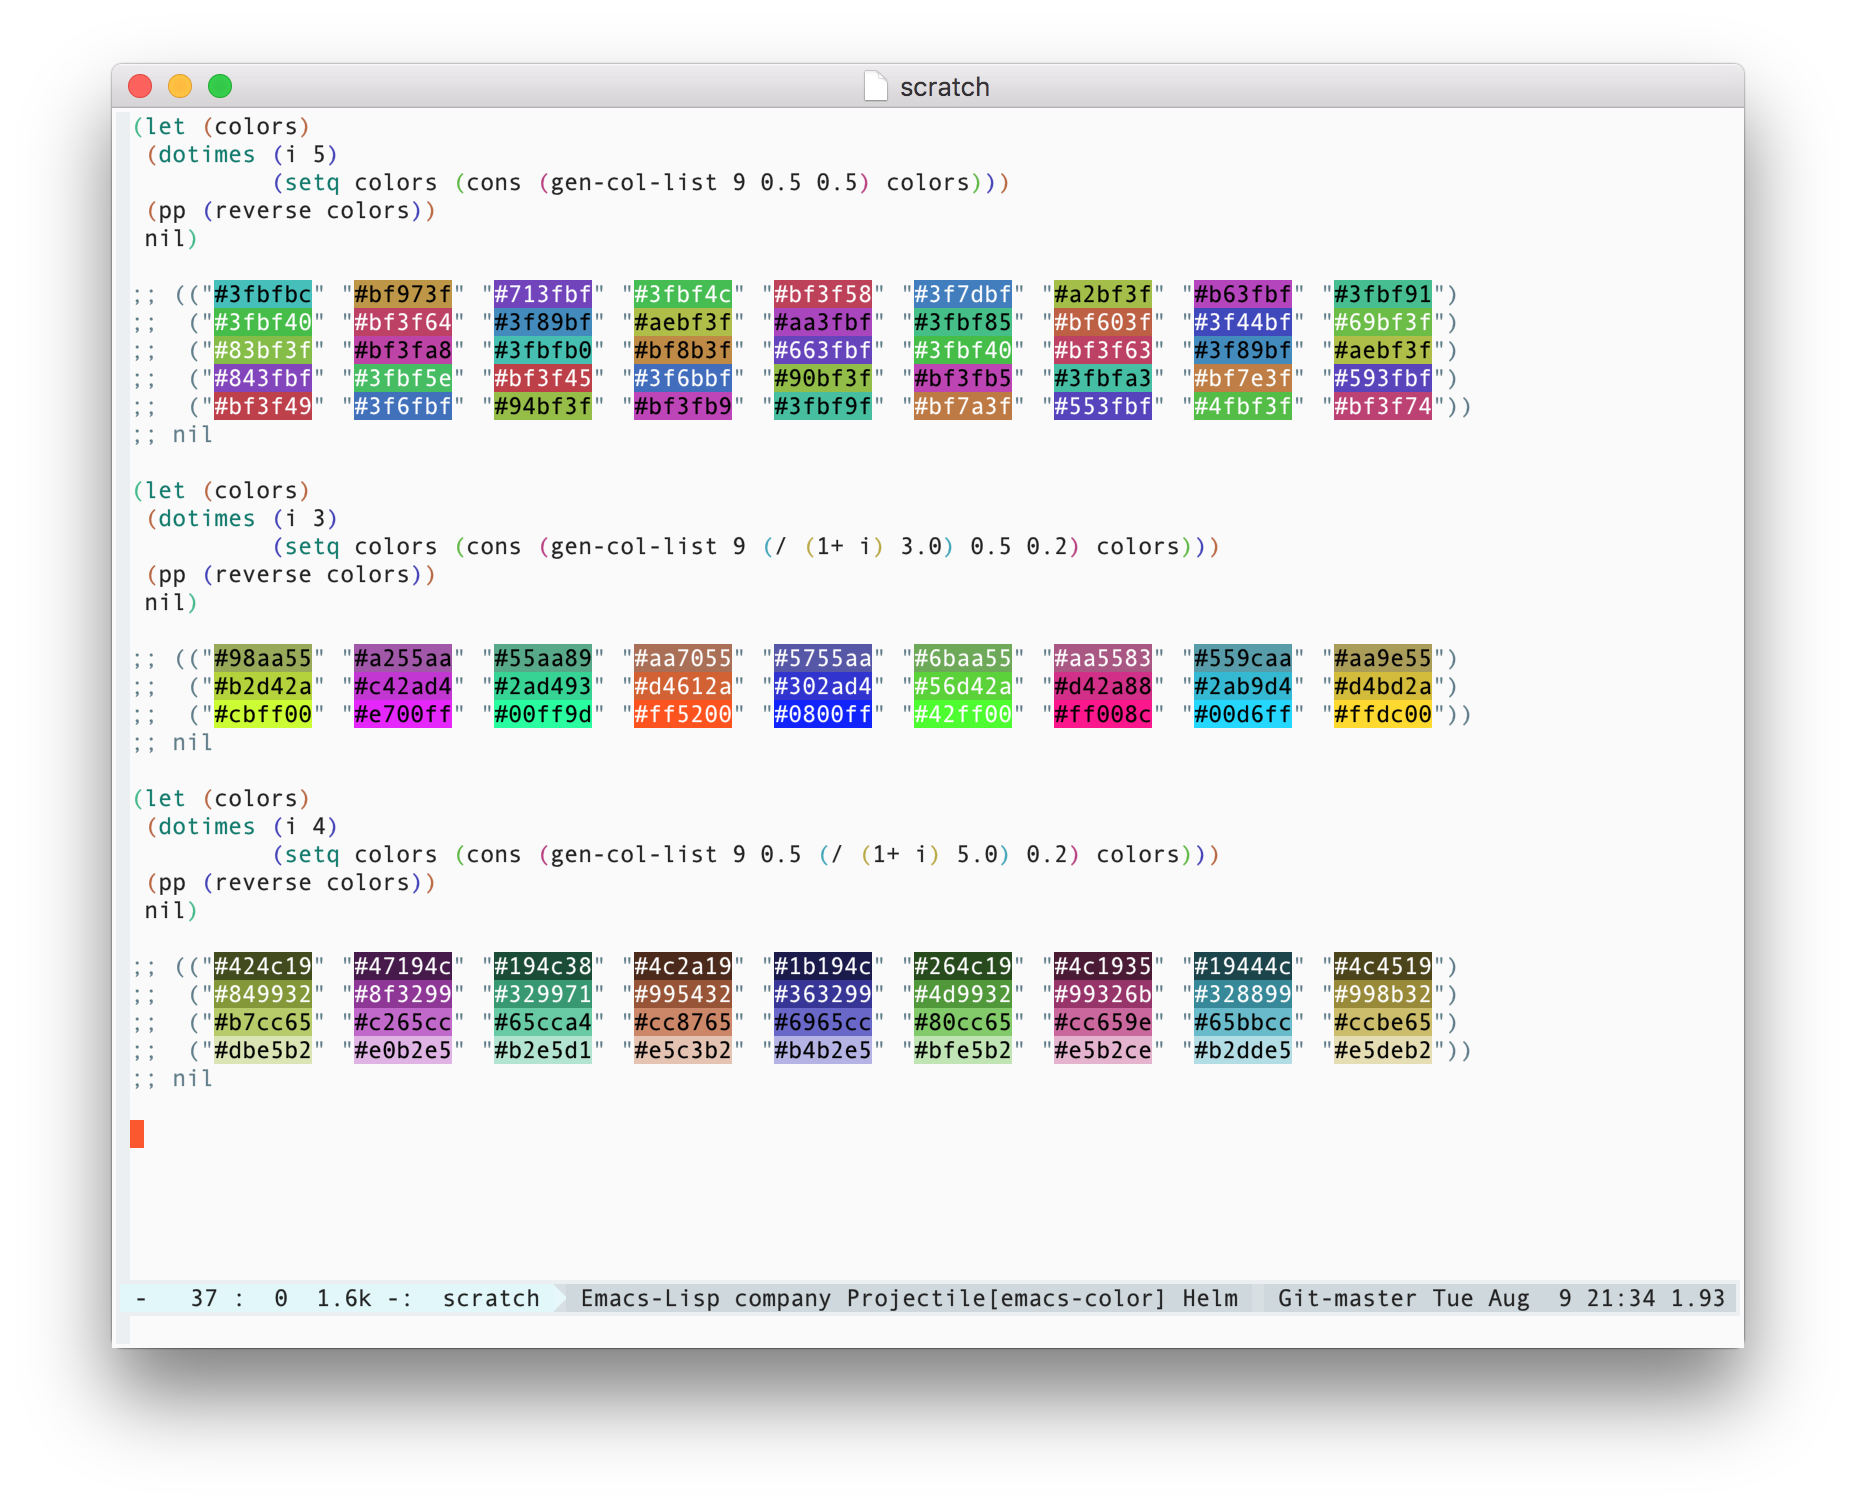 scratch
(let (colors)
 (dotimes (i 5)
          (setq colors (cons (gen-col-list 9 0.5 0.5) colors)))
 (pp (reverse colors))
 nil)
;; (("#3fbfbc" "#bf973f" "#713fbf" "#3fbf4c" "#bf3f58" "#3f7dbf" "#a2bf3f" "#b63fbf" "#3fbf91")
;;  ("#3fbf40" "#bf3f64" "#3f89bf" "#aebf3f" "#aa3fbf" "#3fbf85" "#bf603f" "#3f44bf" "#69bf3f")
;;  ("#83bf3f" "#bf3fa8" "#3fbfb0" "#bf8b3f" "#663fbf" "#3fbf40" "#bf3f63" "#3f89bf" "#aebf3f")
;;  ("#843fbf" "#3fbf5e" "#bf3f45" "#3f6bbf" "#90bf3f" "#bf3fb5" "#3fbfa3" "#bf7e3f" "#593fbf")
;;  ("#bf3f49" "#3f6fbf" "#94bf3f" "#bf3fb9" "#3fbf9f" "#bf7a3f" "#553fbf" "#4fbf3f" "#bf3f74"))
;; nil
(let (colors)
 (dotimes (i 3)
          (setq colors (cons (gen-col-list 9 (/ (1+ i) 3.0) 0.5 0.2) colors)))
 (pp (reverse colors))
 nil)
;; (("#98aa55" "#a255aa" "#55aa89" "#aa7055" "#5755aa" "#6baa55" "#aa5583" "#559caa" "#aa9e55")
;;  ("#b2d42a" "#c42ad4" "#2ad493" "#d4612a" "#302ad4" "#56d42a" "#d42a88" "#2ab9d4" "#d4bd2a")
;;  ("#cbff00" "#e700ff" "#00ff9d" "#ff5200" "#0800ff" "#42ff00" "#ff008c" "#00d6ff" "#ffdc00"))
;; nil
(let (colors)
 (dotimes (i 4)
          (setq colors (cons (gen-col-list 9 0.5 (/ (1+ i) 5.0) 0.2) colors)))
 (pp (reverse colors))
 nil)
;; (("#424c19" "#47194c" "#194c38" "#4c2a19" "#1b194c" "#264c19" "#4c1935" "#19444c" "#4c4519")
;;  ("#849932" "#8f3299" "#329971" "#995432" "#363299" "#4d9932" "#99326b" "#328899" "#998b32")
;;  ("#b7cc65" "#c265cc" "#65cca4" "#cc8765" "#6965cc" "#80cc65" "#cc659e" "#65bbcc" "#ccbe65")
;;  ("#dbe5b2" "#e0b2e5" "#b2e5d1" "#e5c3b2" "#b4b2e5" "#bfe5b2" "#e5b2ce" "#b2dde5" "#e5deb2"))
;; nil
-   37 :  0  1.6k -:  scratch   Emacs-Lisp company Projectile[emacs-color] Helm   Git-master Tue Aug  9 21:34 1.93